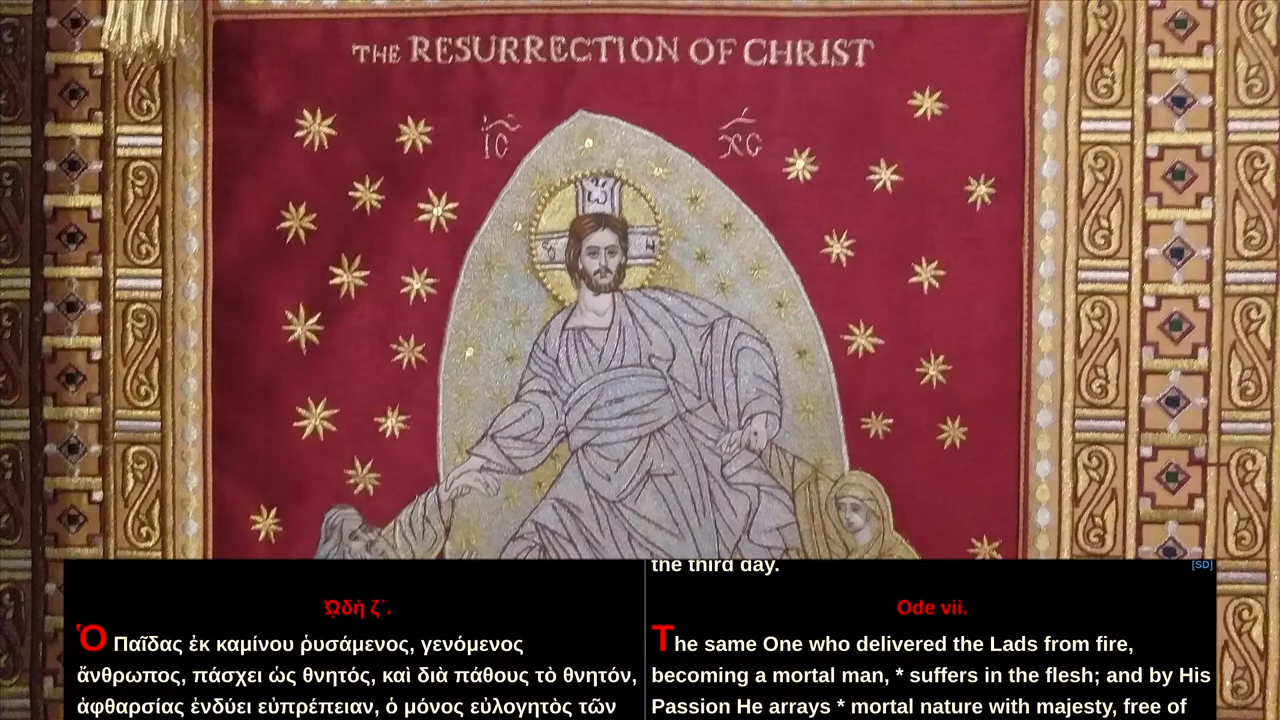 THE RESURRECTION OF CHRIST
ΙC ΧC
ὁ ὤ Ν
the third day.
[SD]
ᾨδὴ ζ΄.
Ὁ Παῖδας ἐκ καμίνου ῥυσάμενος, γενόμενος
ἄνθρωπος, πάσχει ὡς θνητός, καὶ διὰ πάθους τὸ θνητόν,
ἀφθαρσίας ἐνδύει εὐπρέπειαν, ὁ μόνος εὐλογητὸς τῶν
Ode vii.
The same One who delivered the Lads from fire,
becoming a mortal man, * suffers in the flesh; and by His
Passion He arrays * mortal nature with majesty, free of